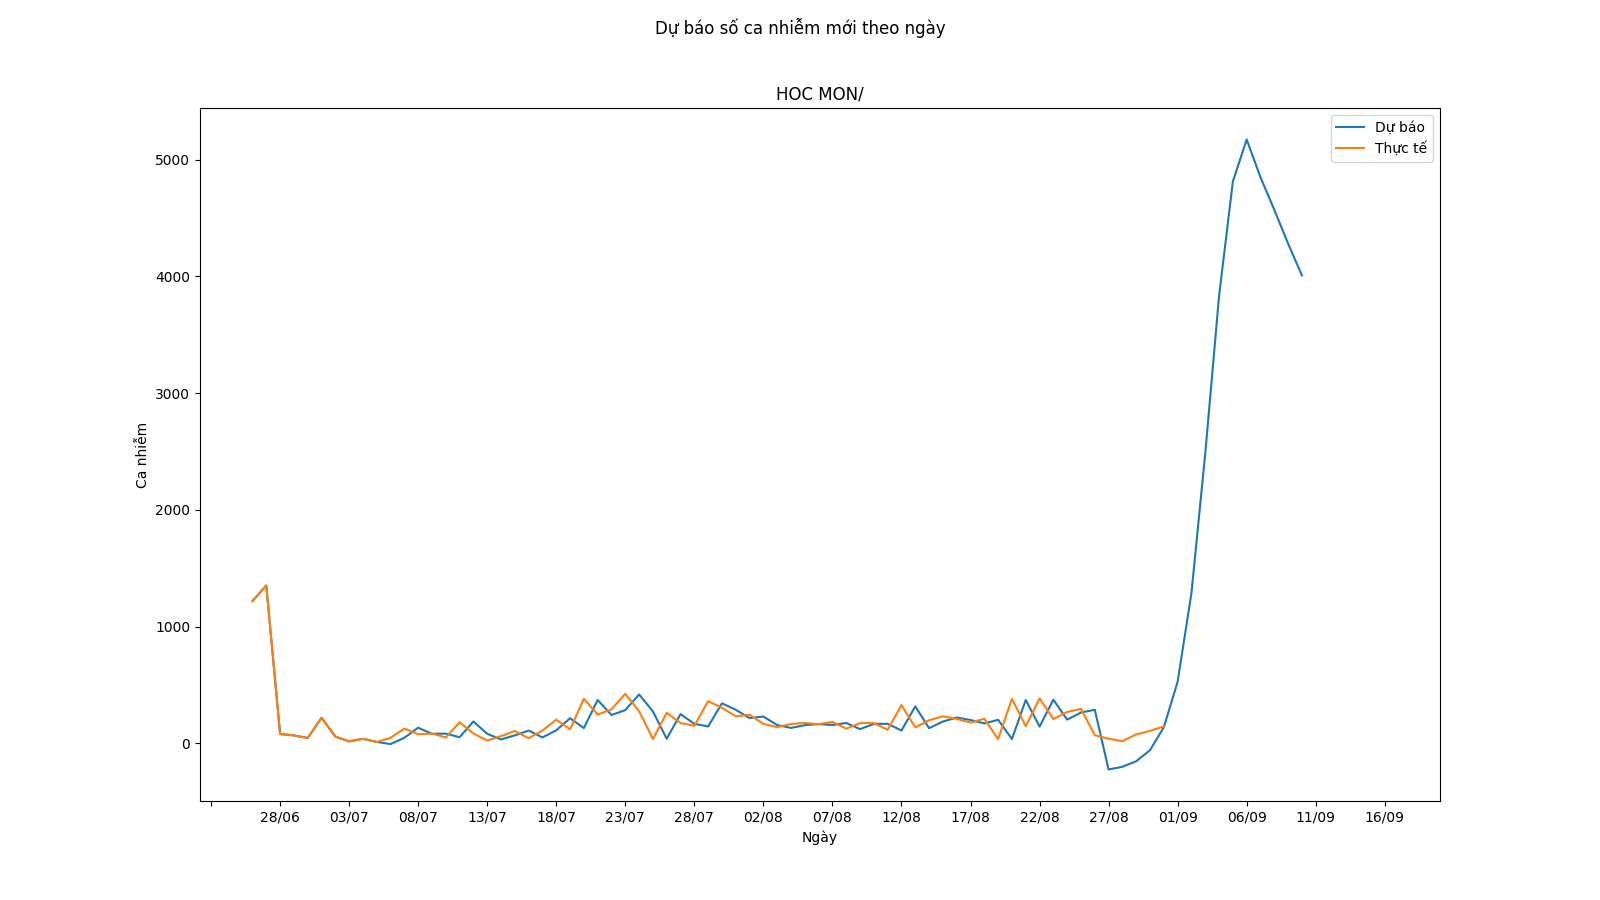 Dự báo số ca nhiễm mới theo ngày
HOC MON/
Dự báo
Thực tế
5000
4000
3000
2000
1000
0
Ca nhiễm
28/06 03/07 08/07 13/07 18/07 23/07 28/07 02/08 07/08 12/08 17/08 22/08 27/08 01/09 06/09 11/09 16/09
Ngày